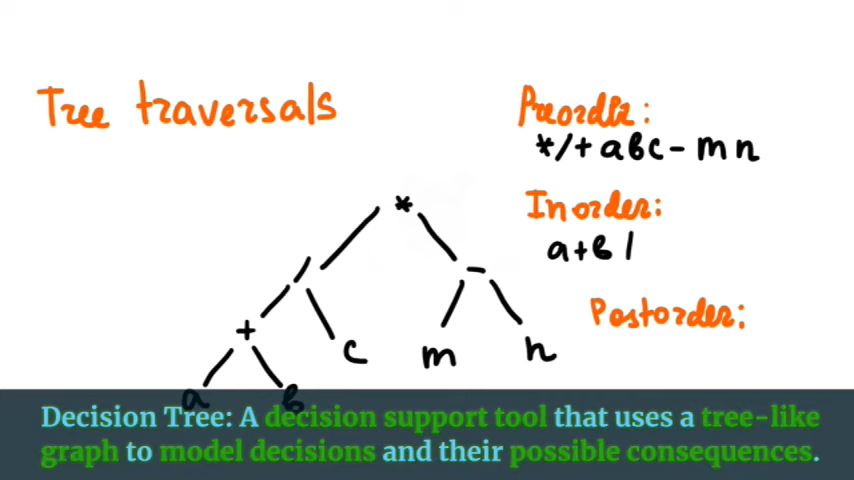 Tree traversals
Preorder:
*/+abc-mn
Inorder:
a+b/
Postorder:
*
/
-
+
c
m
n
a
b
Decision Tree: A decision support tool that uses a tree-like
graph to model decisions and their possible consequences.